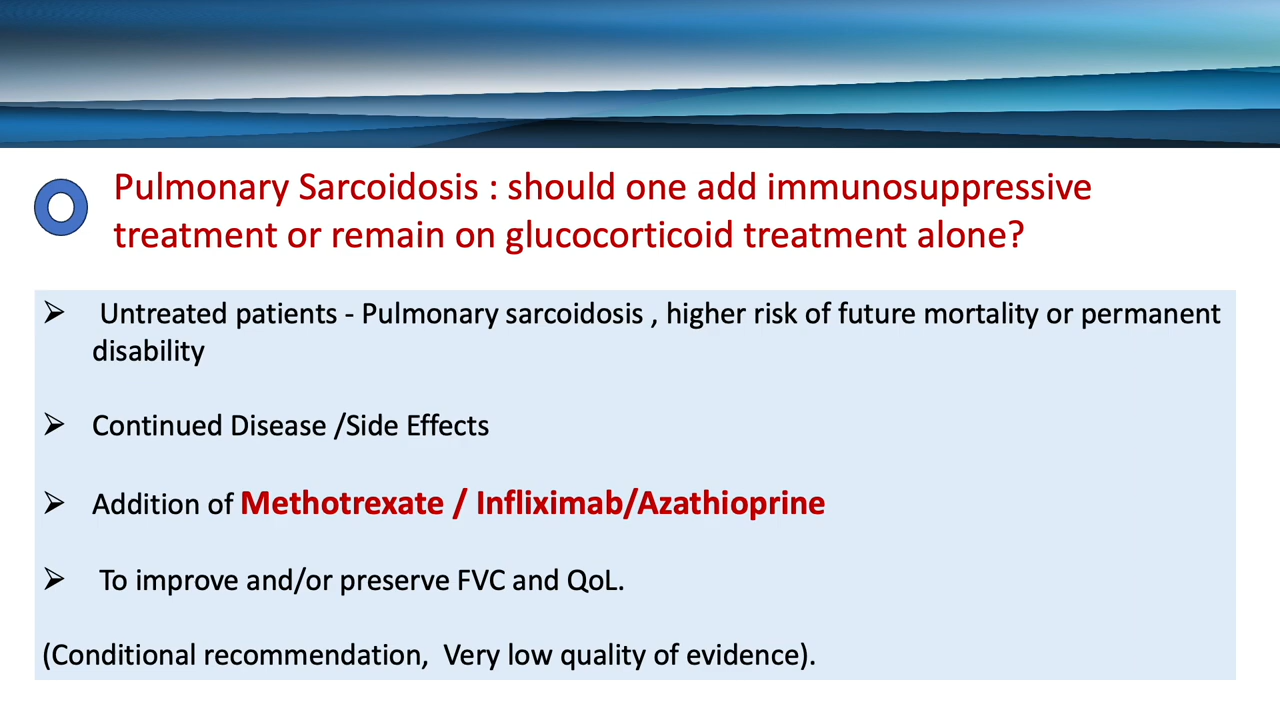 Pulmonary Sarcoidosis : should one add immunosuppressive
treatment or remain on glucocorticoid treatment alone?
➢ Untreated patients - Pulmonary sarcoidosis , higher risk of future mortality or permanent
disability
➢ Continued Disease /Side Effects
➢ Addition of Methotrexate / Infliximab/Azathioprine
➢ To improve and/or preserve FVC and QoL.
(Conditional recommendation, Very low quality of evidence).